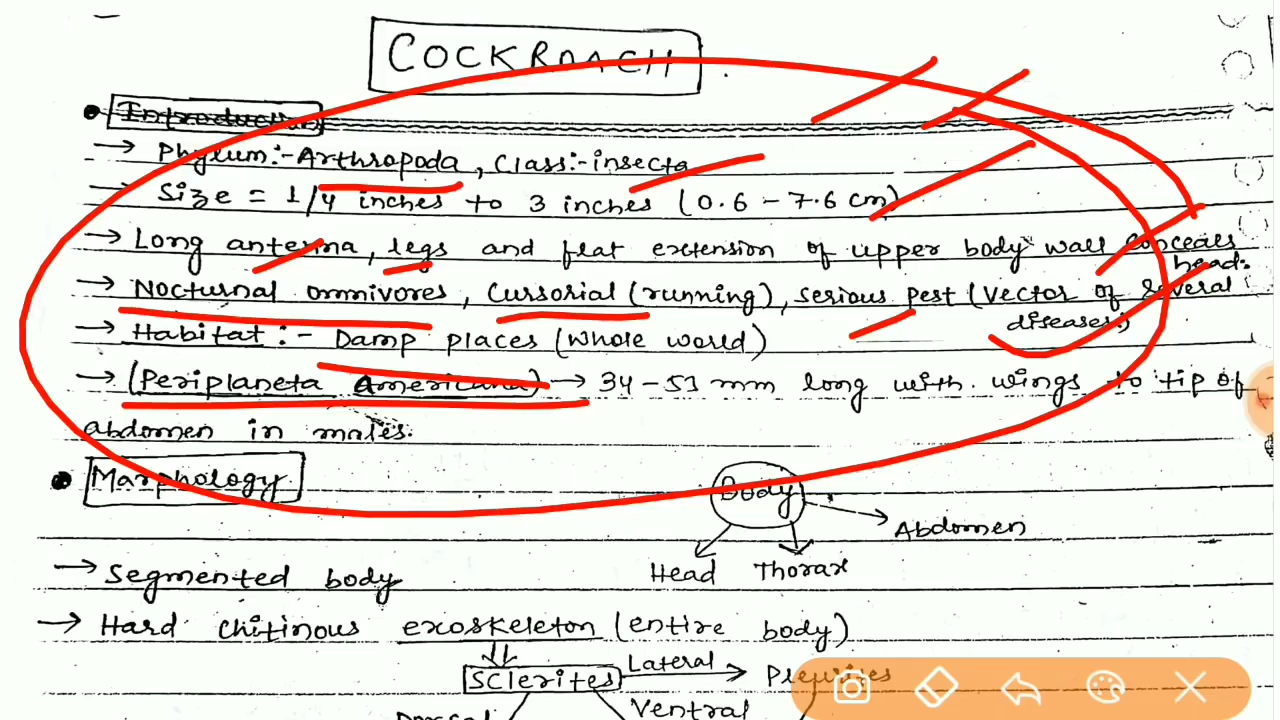 COCKROACH
Introduction
→ Phylum:- Arthropoda, Class:- insecta
→ Size = 1/4 inches to 3 inches (0.6 - 7.6 cm)
→ Long antenna, legs and flat extension of upper body wall conceals head.
→ Nocturnal omnivores, Cursorial (running), serious pest (vector of several diseases)
→ Habitat:- Damp places (whole world)
→ (Periplaneta Americana) → 34-53 mm long with wings to tip of
abdomen in males.
• Marphology
Body
Abdomen
Head Thorax
→ Segmented body
→ Hard chitinous exoskeleton (entire body)
Sclerites Lateral → Pleurites
Dorsal Ventral